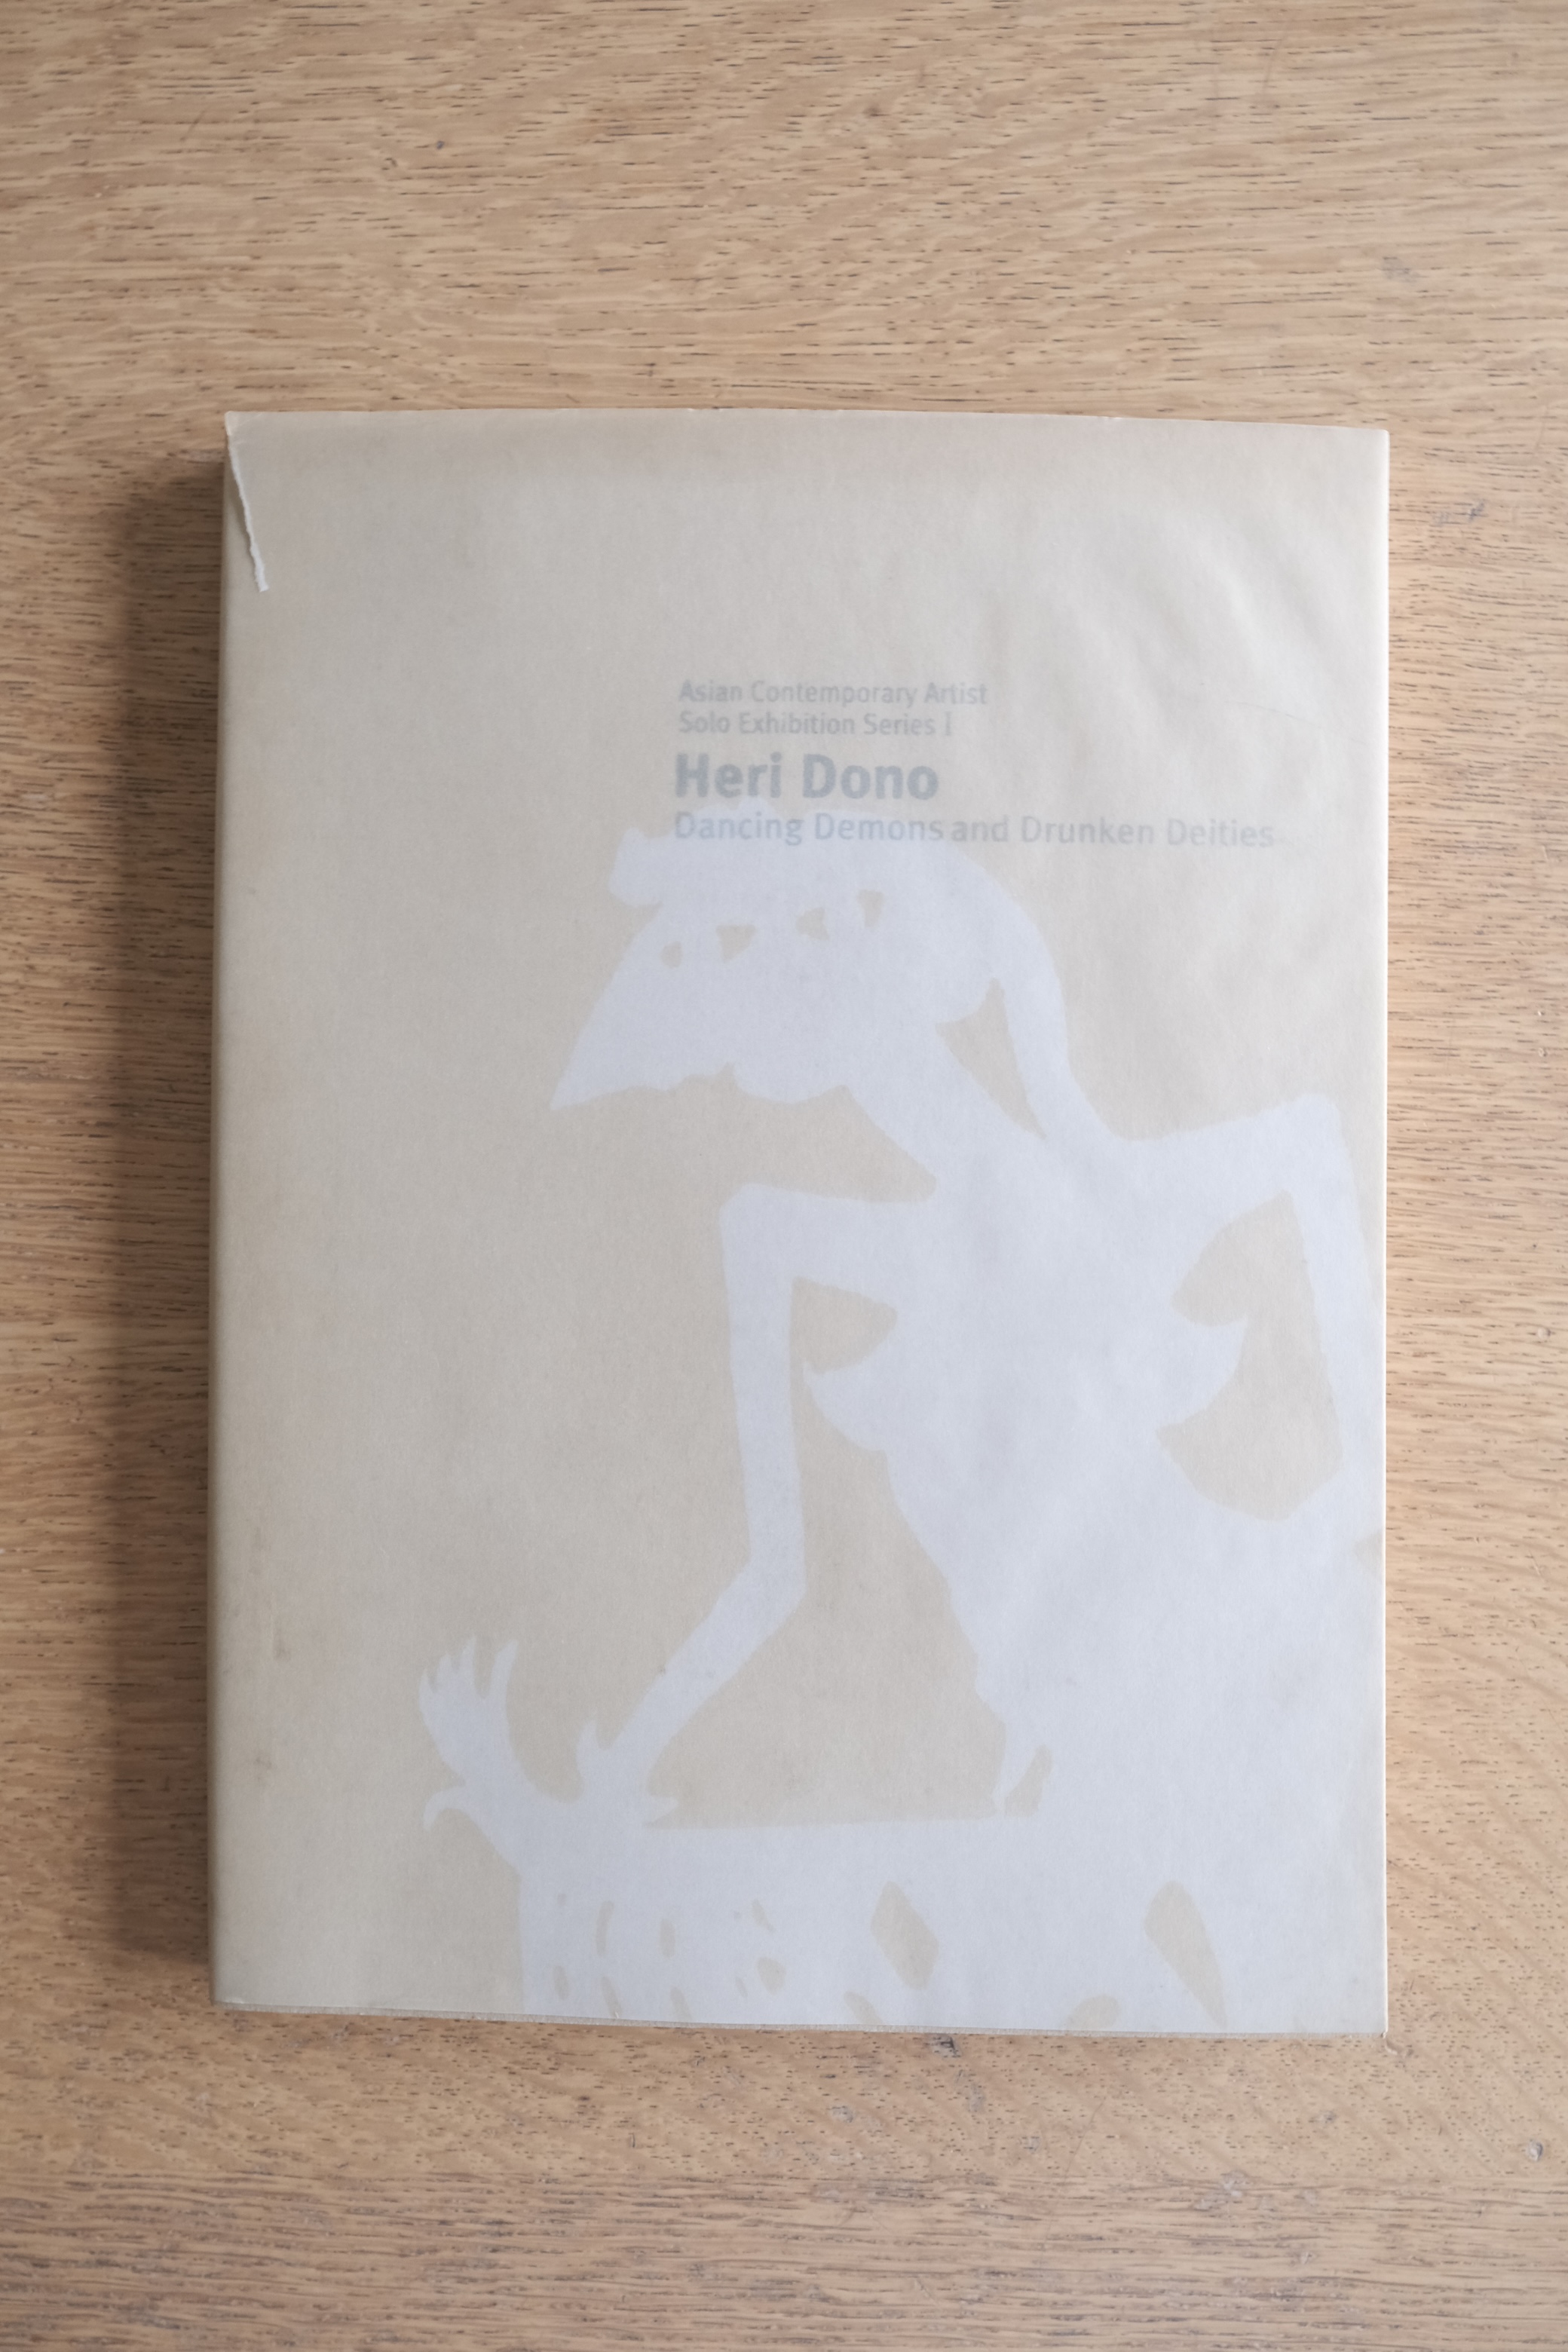 Asian Contemporary Artist
Solo Exhibition Series I
Heri Dono
Dancing Demons and Drunken Deities